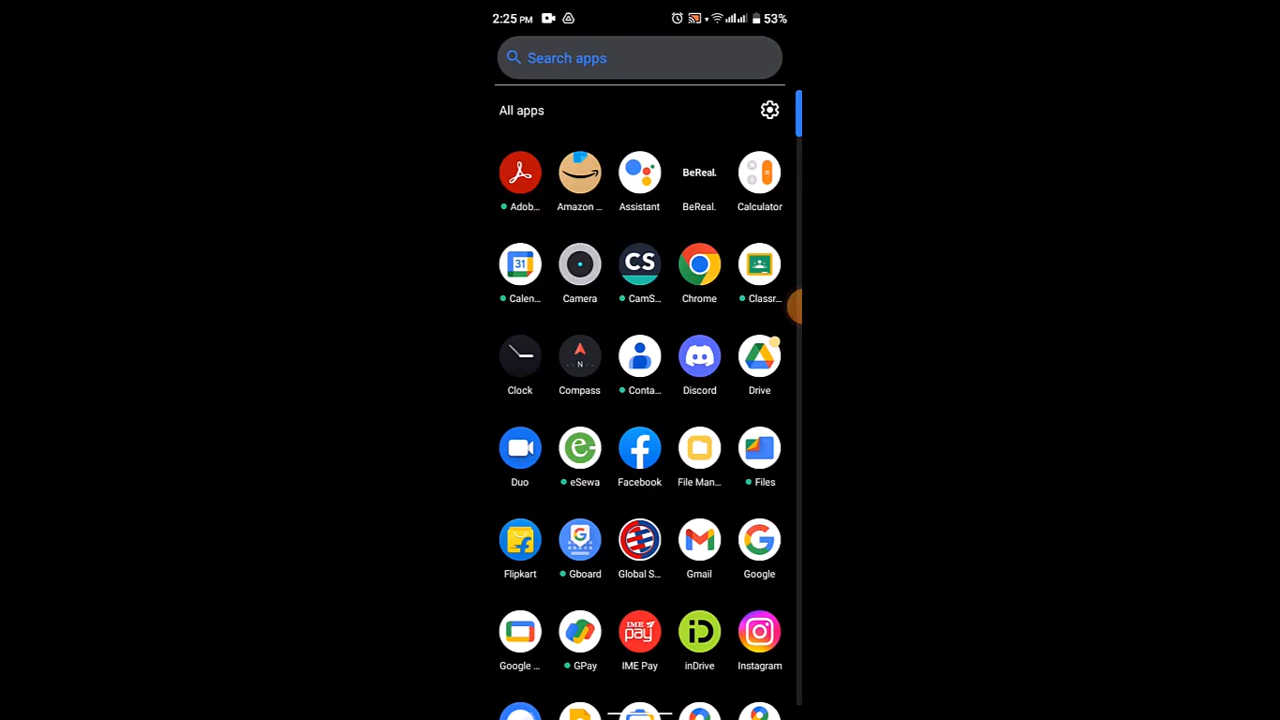 2:25 PM 53%
Search apps
All apps
BeReal.
Adob... Amazon ... Assistant BeReal. Calculator
31 CS
Calen... Camera CamS... Chrome Classr...
N
Clock Compass Conta... Discord Drive
Duo eSewa Facebook File Man... Files
Flipkart Gboard Global S... Gmail Google
IME pay iD
Google ... GPay IME Pay inDrive Instagram